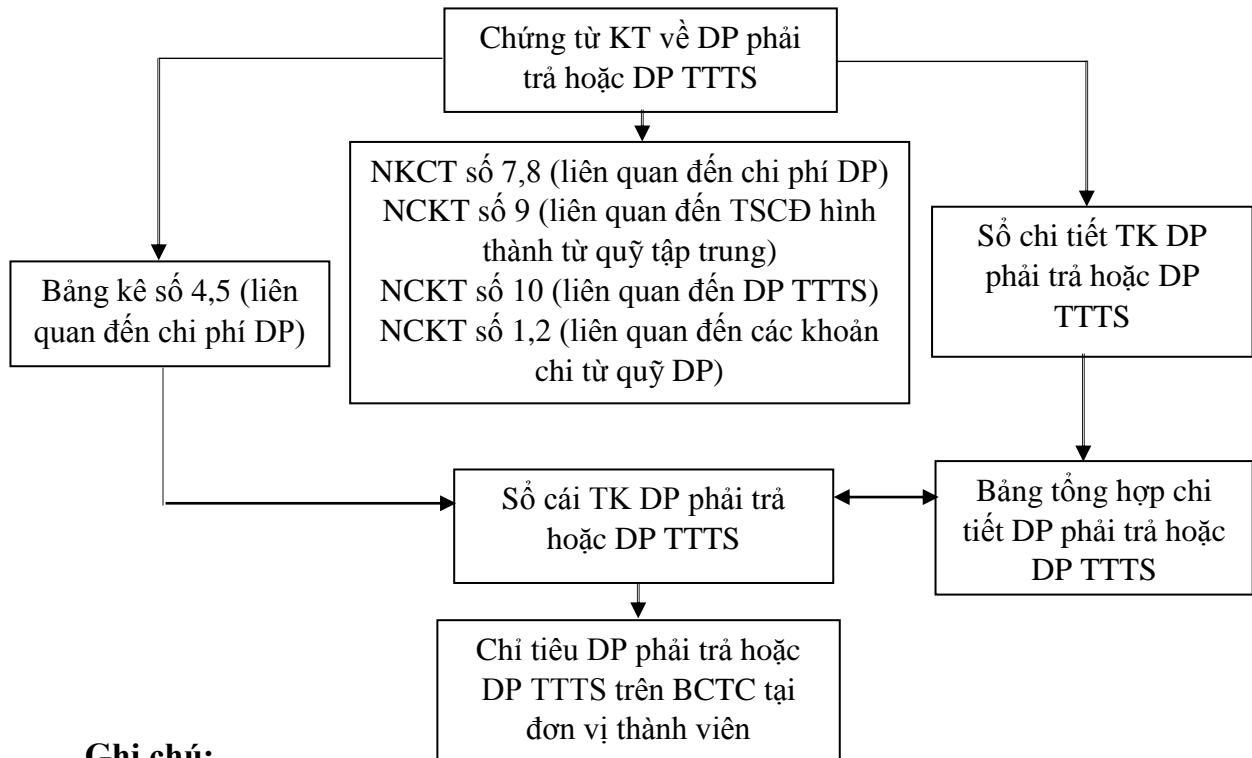 Chứng từ KT về DP phải
trả hoặc DP TTTS
NKCT số 7,8 (liên quan đến chi phí DP)
NCKT số 9 (liên quan đến TSCĐ hình
thành từ quỹ tập trung)
NCKT số 10 (liên quan đến DP TTTS)
NCKT số 1,2 (liên quan đến các khoản
chi từ quỹ DP)
Bảng kê số 4,5 (liên
quan đến chi phí DP)
Sổ chi tiết TK DP
phải trả hoặc DP
TTTS
Sổ cái TK DP phải trả
hoặc DP TTTS
Bảng tổng hợp chi
tiết DP phải trả hoặc
DP TTTS
Chỉ tiêu DP phải trả hoặc
DP TTTS trên BCTC tại
đơn vị thành viên
Ghi chú: